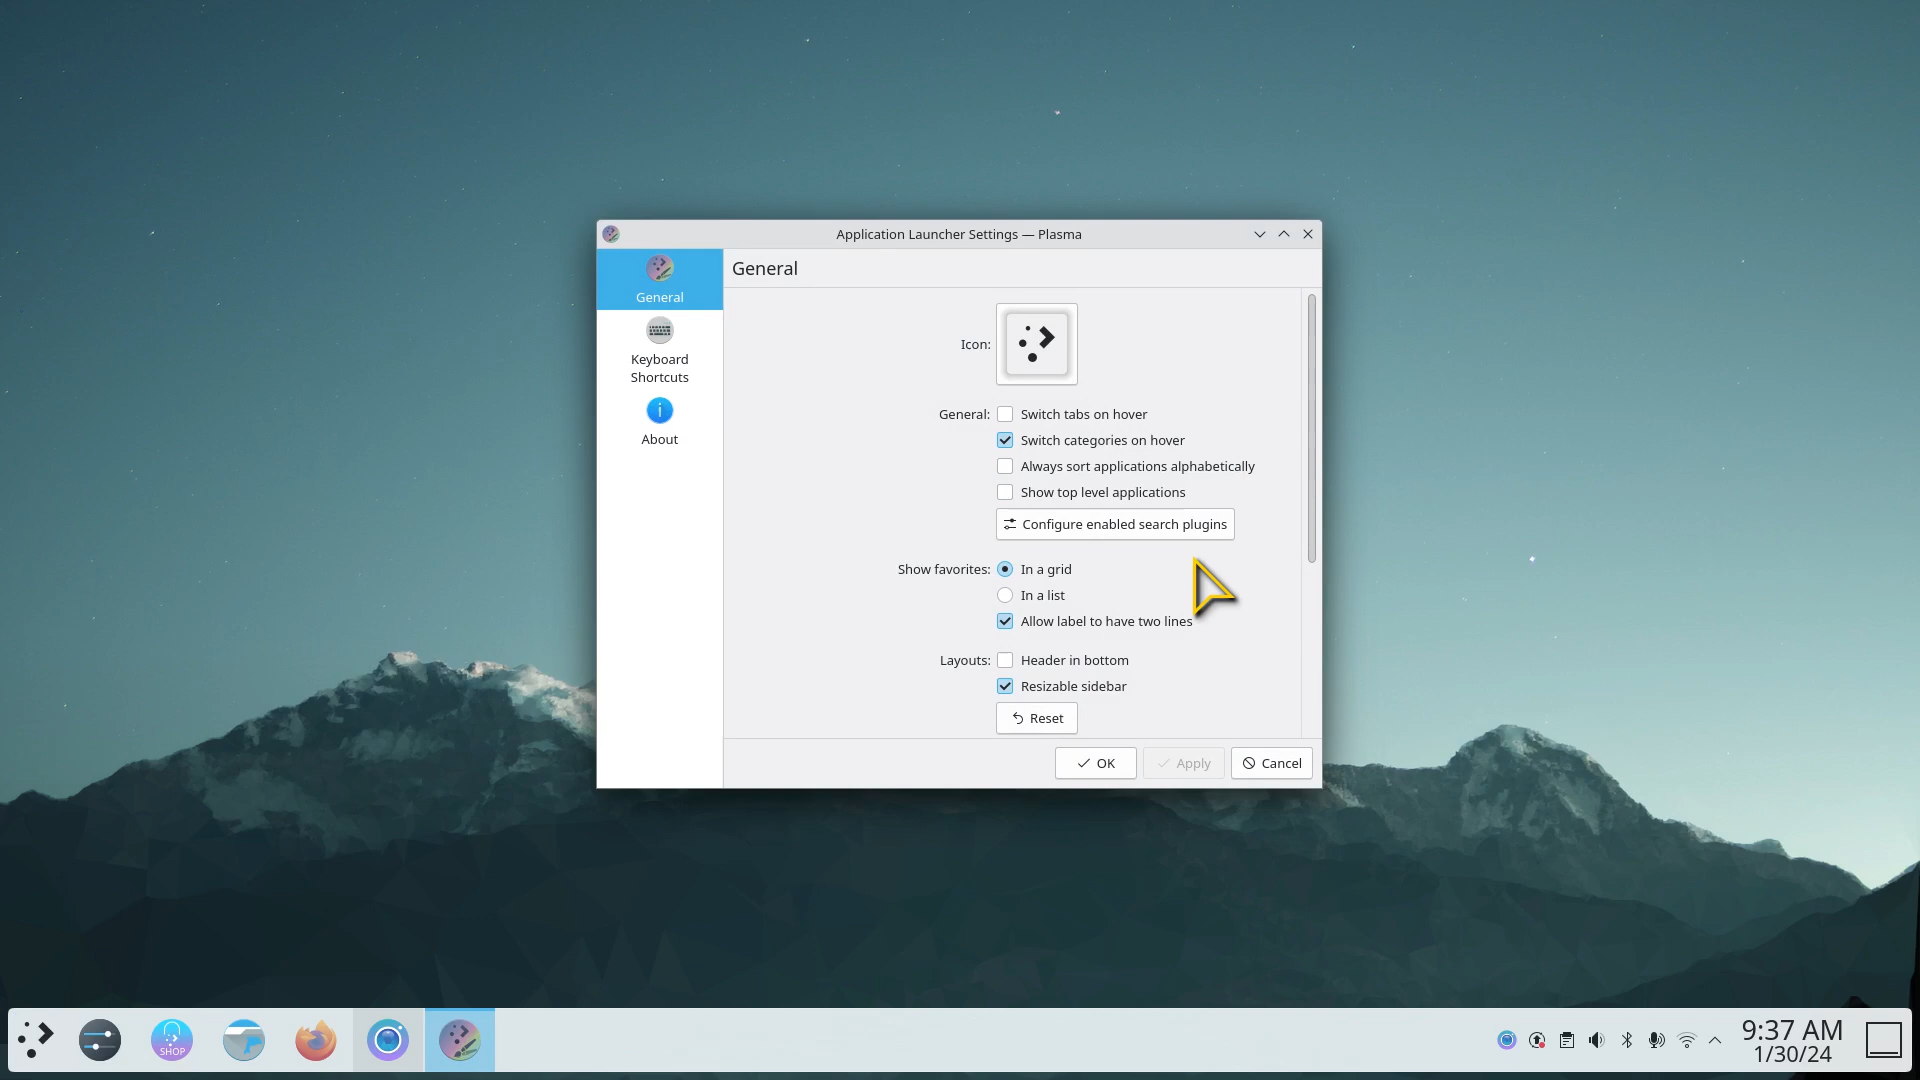 Application Launcher Settings — Plasma
General
Keyboard
Shortcuts
About
General
Icon:
General:
Switch tabs on hover
Switch categories on hover
Always sort applications alphabetically
Show top level applications
Configure enabled search plugins
Show favorites:
In a grid
In a list
Allow label to have two lines
Layouts:
Header in bottom
Resizable sidebar
Reset
OK
Apply
Cancel
SHOP
9:37 AM
1/30/24